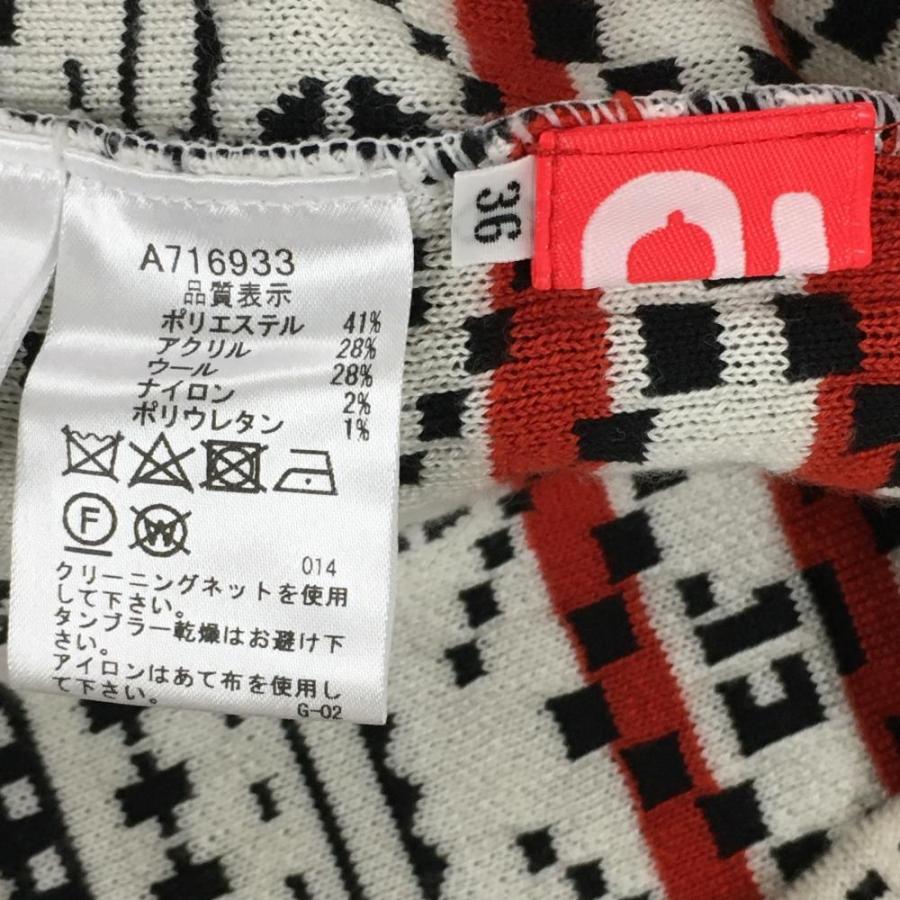 A716933
品質表示
ポリエステル 41%
アクリル 28%
ウール 28%
ナイロン 2%
ポリウレタン 1%
F W
014
クリーニングネットを使用
して下さい。
タンブラー乾燥はお避け下
さい。
アイロンはあて布を使用し
て下さい。
G-02
36